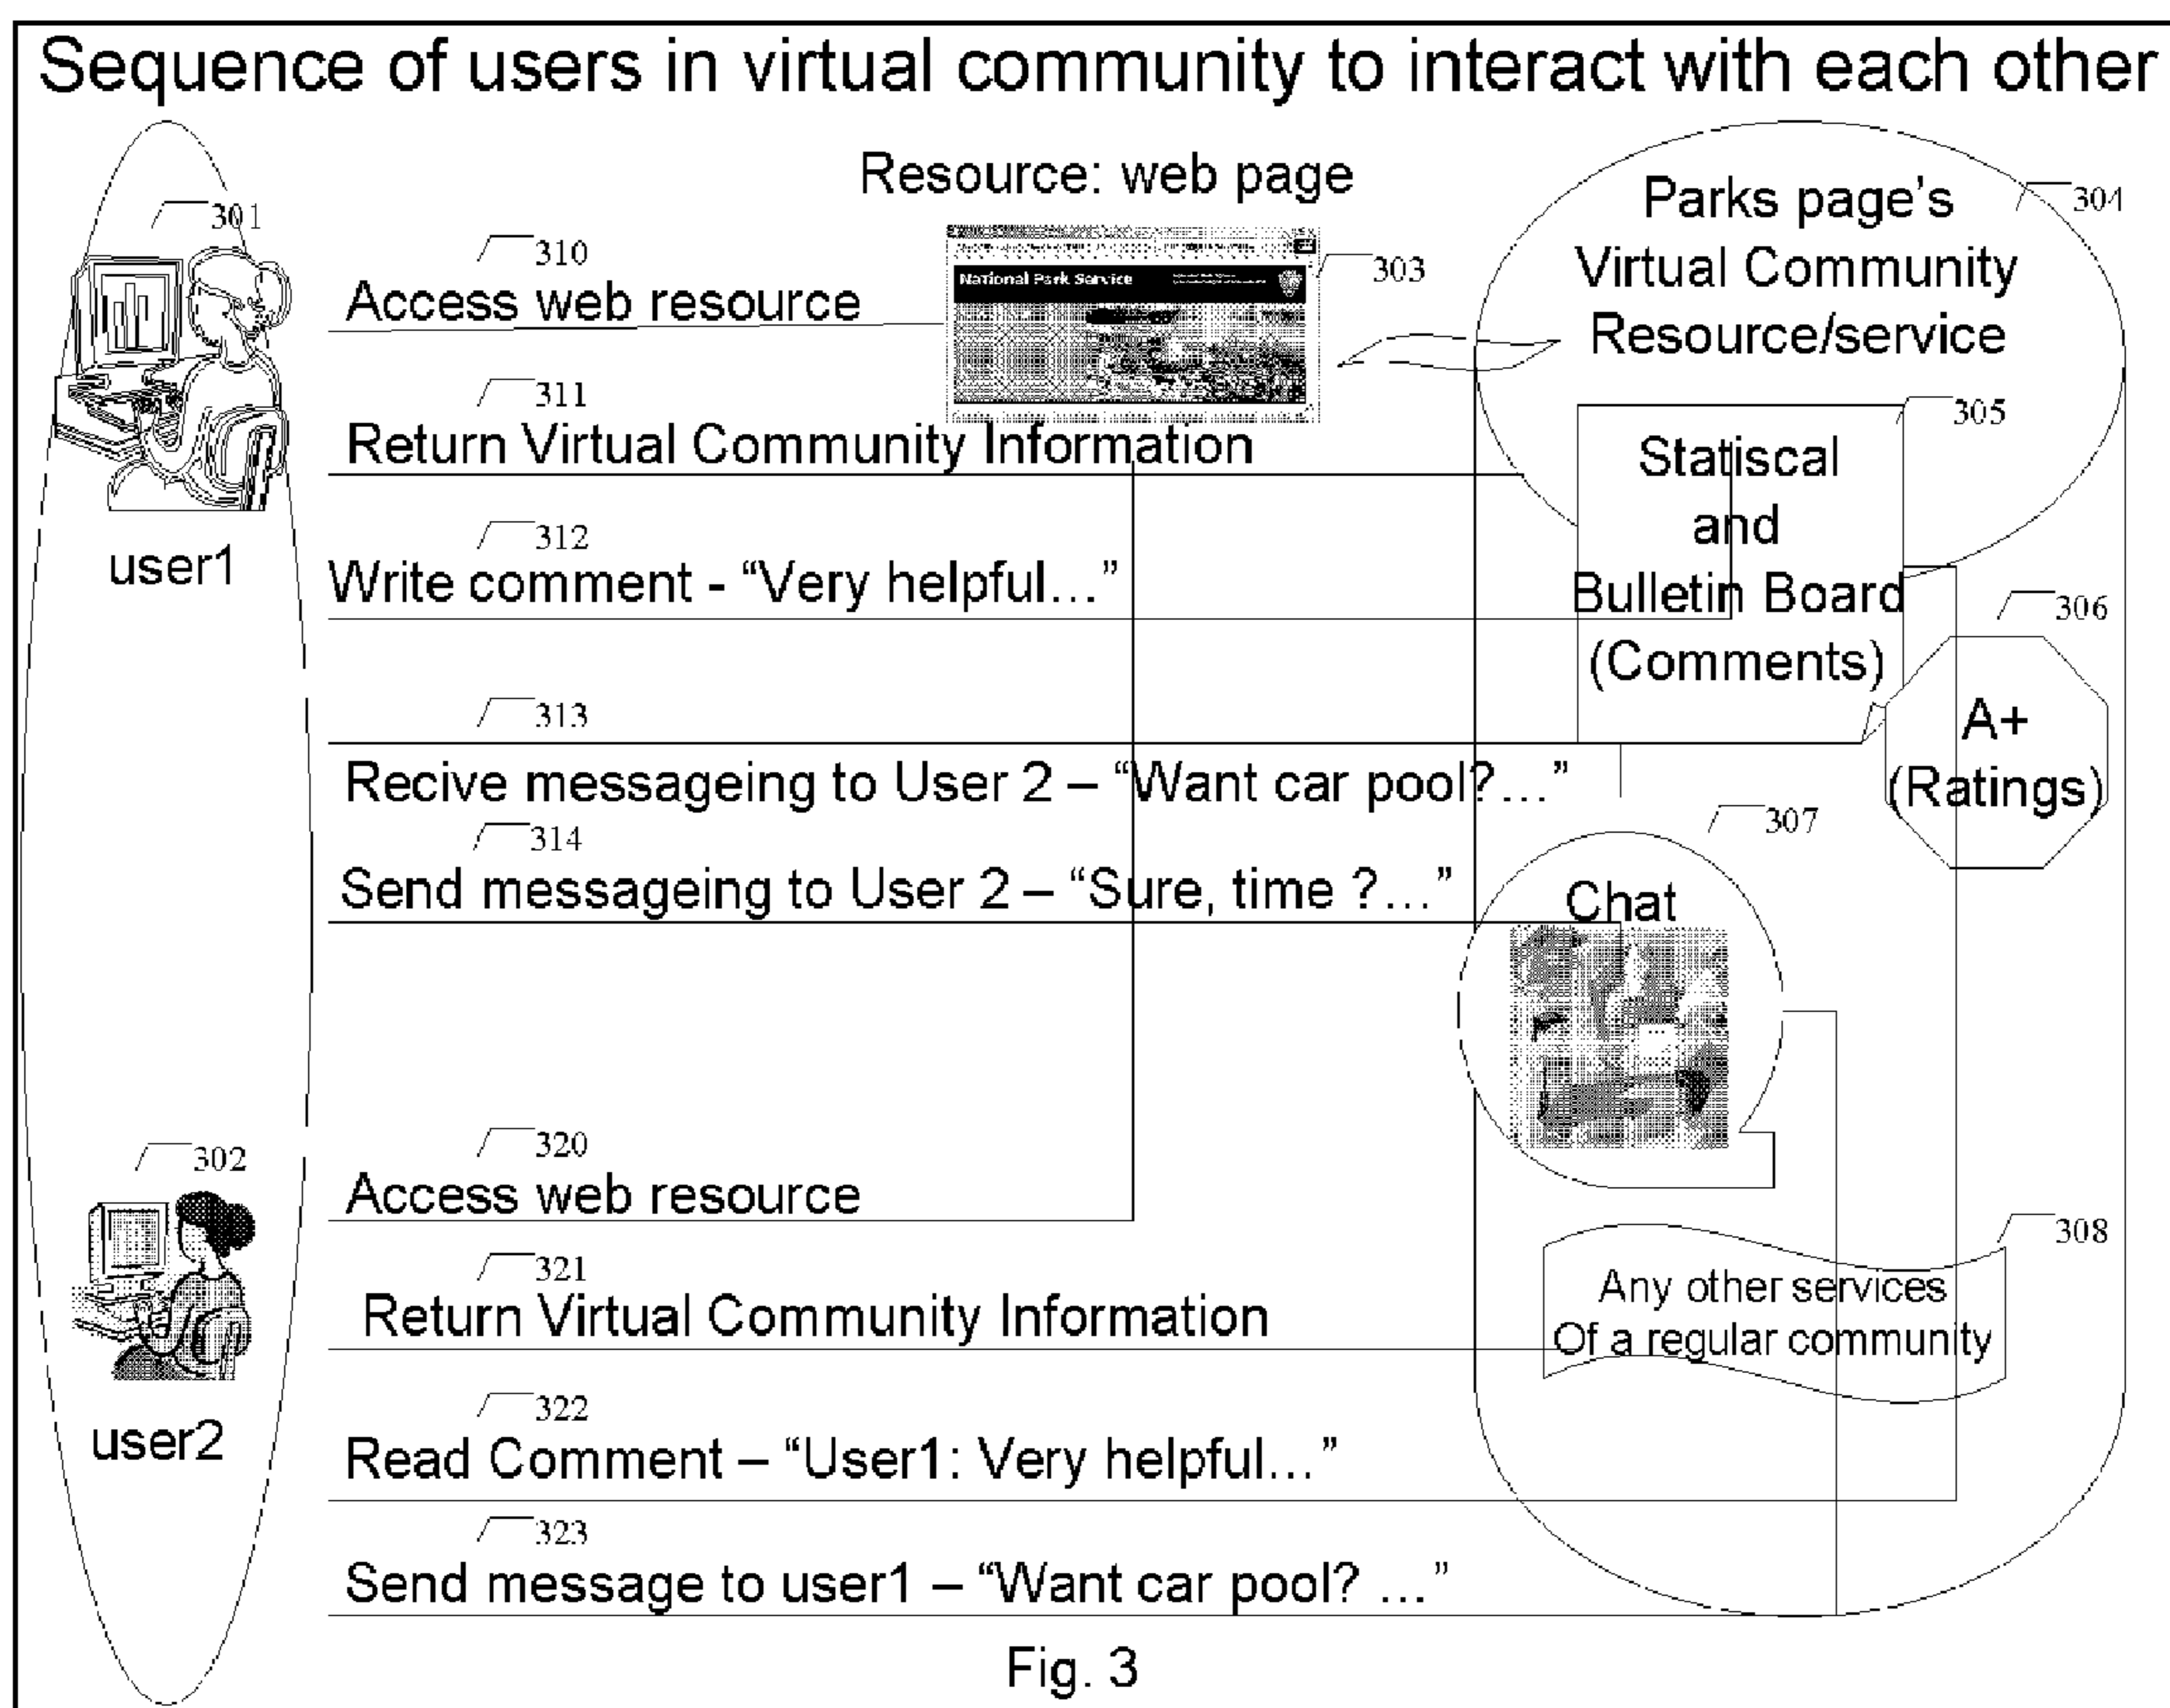 Sequence of users in virtual community to interact with each other
Resource: web page
301
310
Access web resource
National Park Service
303
Parks page's
Virtual Community
Resource/service
304
311
Return Virtual Community Information
305
Statiscal
and
Bulletin Board
(Comments)
user1
312
Write comment - “Very helpful...”
306
A+
(Ratings)
313
Recive messageing to User 2 – “Want car pool?...”
314
Send messageing to User 2 – “Sure, time ?...”
307
Chat
302
320
Access web resource
308
Any other services
Of a regular community
321
Return Virtual Community Information
user2
322
Read Comment – “User1: Very helpful...”
323
Send message to user1 – “Want car pool? ...”
Fig. 3